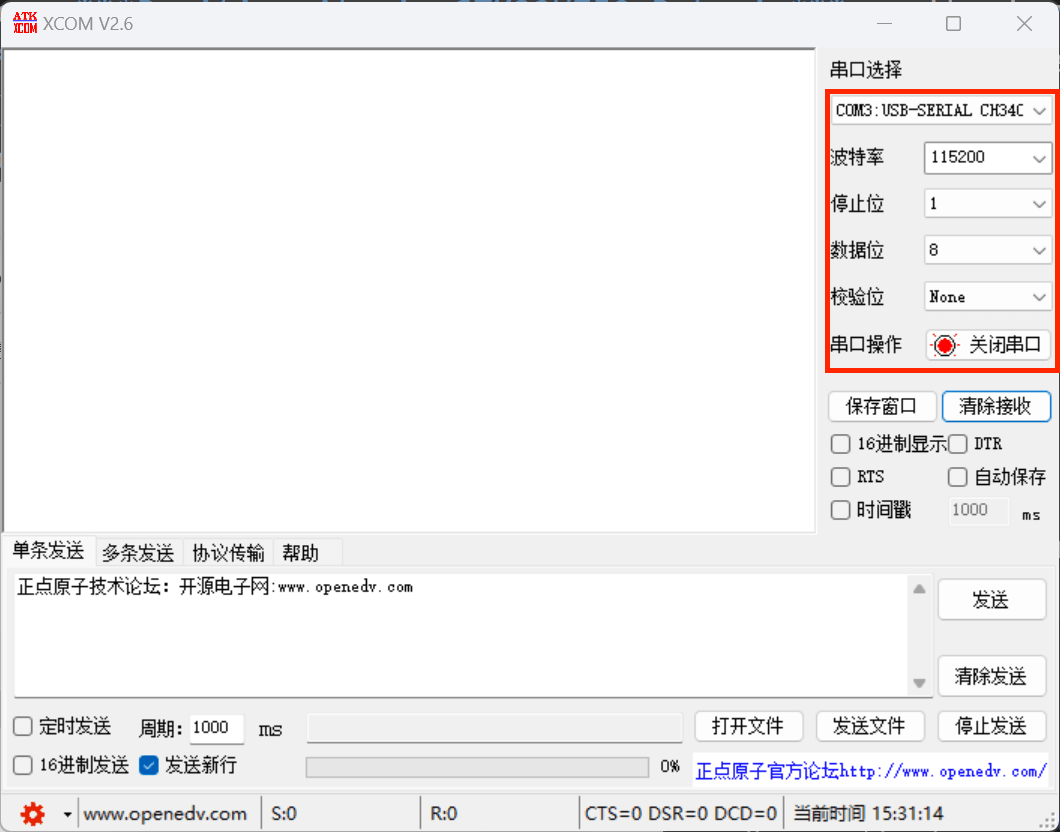 ATK
XCOM XCOM V2.6
串口选择
COM3:USB-SERIAL CH34
波特率 115200
停止位 1
数据位 8
校验位 None
串口操作 关闭串口
保存窗口 清除接收
16进制显示 DTR
RTS 自动保存
时间戳 1000 ms
单条发送 多条发送 协议传输 帮助
正点原子技术论坛：开源电子网:www.openedv.com
发送
清除发送
定时发送 周期: 1000 ms 打开文件 发送文件 停止发送
16进制发送 发送新行 0% 正点原子官方论坛http://www.openedv.com/
www.openedv.com S:0 R:0 CTS=0 DSR=0 DCD=0 当前时间 15:31:14